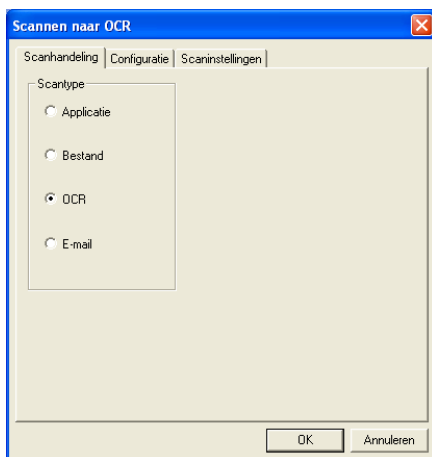 Scannen naar OCR
Scanhandeling Configuratie Scaninstellingen
Scantype
Applicatie
Bestand
OCR
E-mail
OK Annuleren